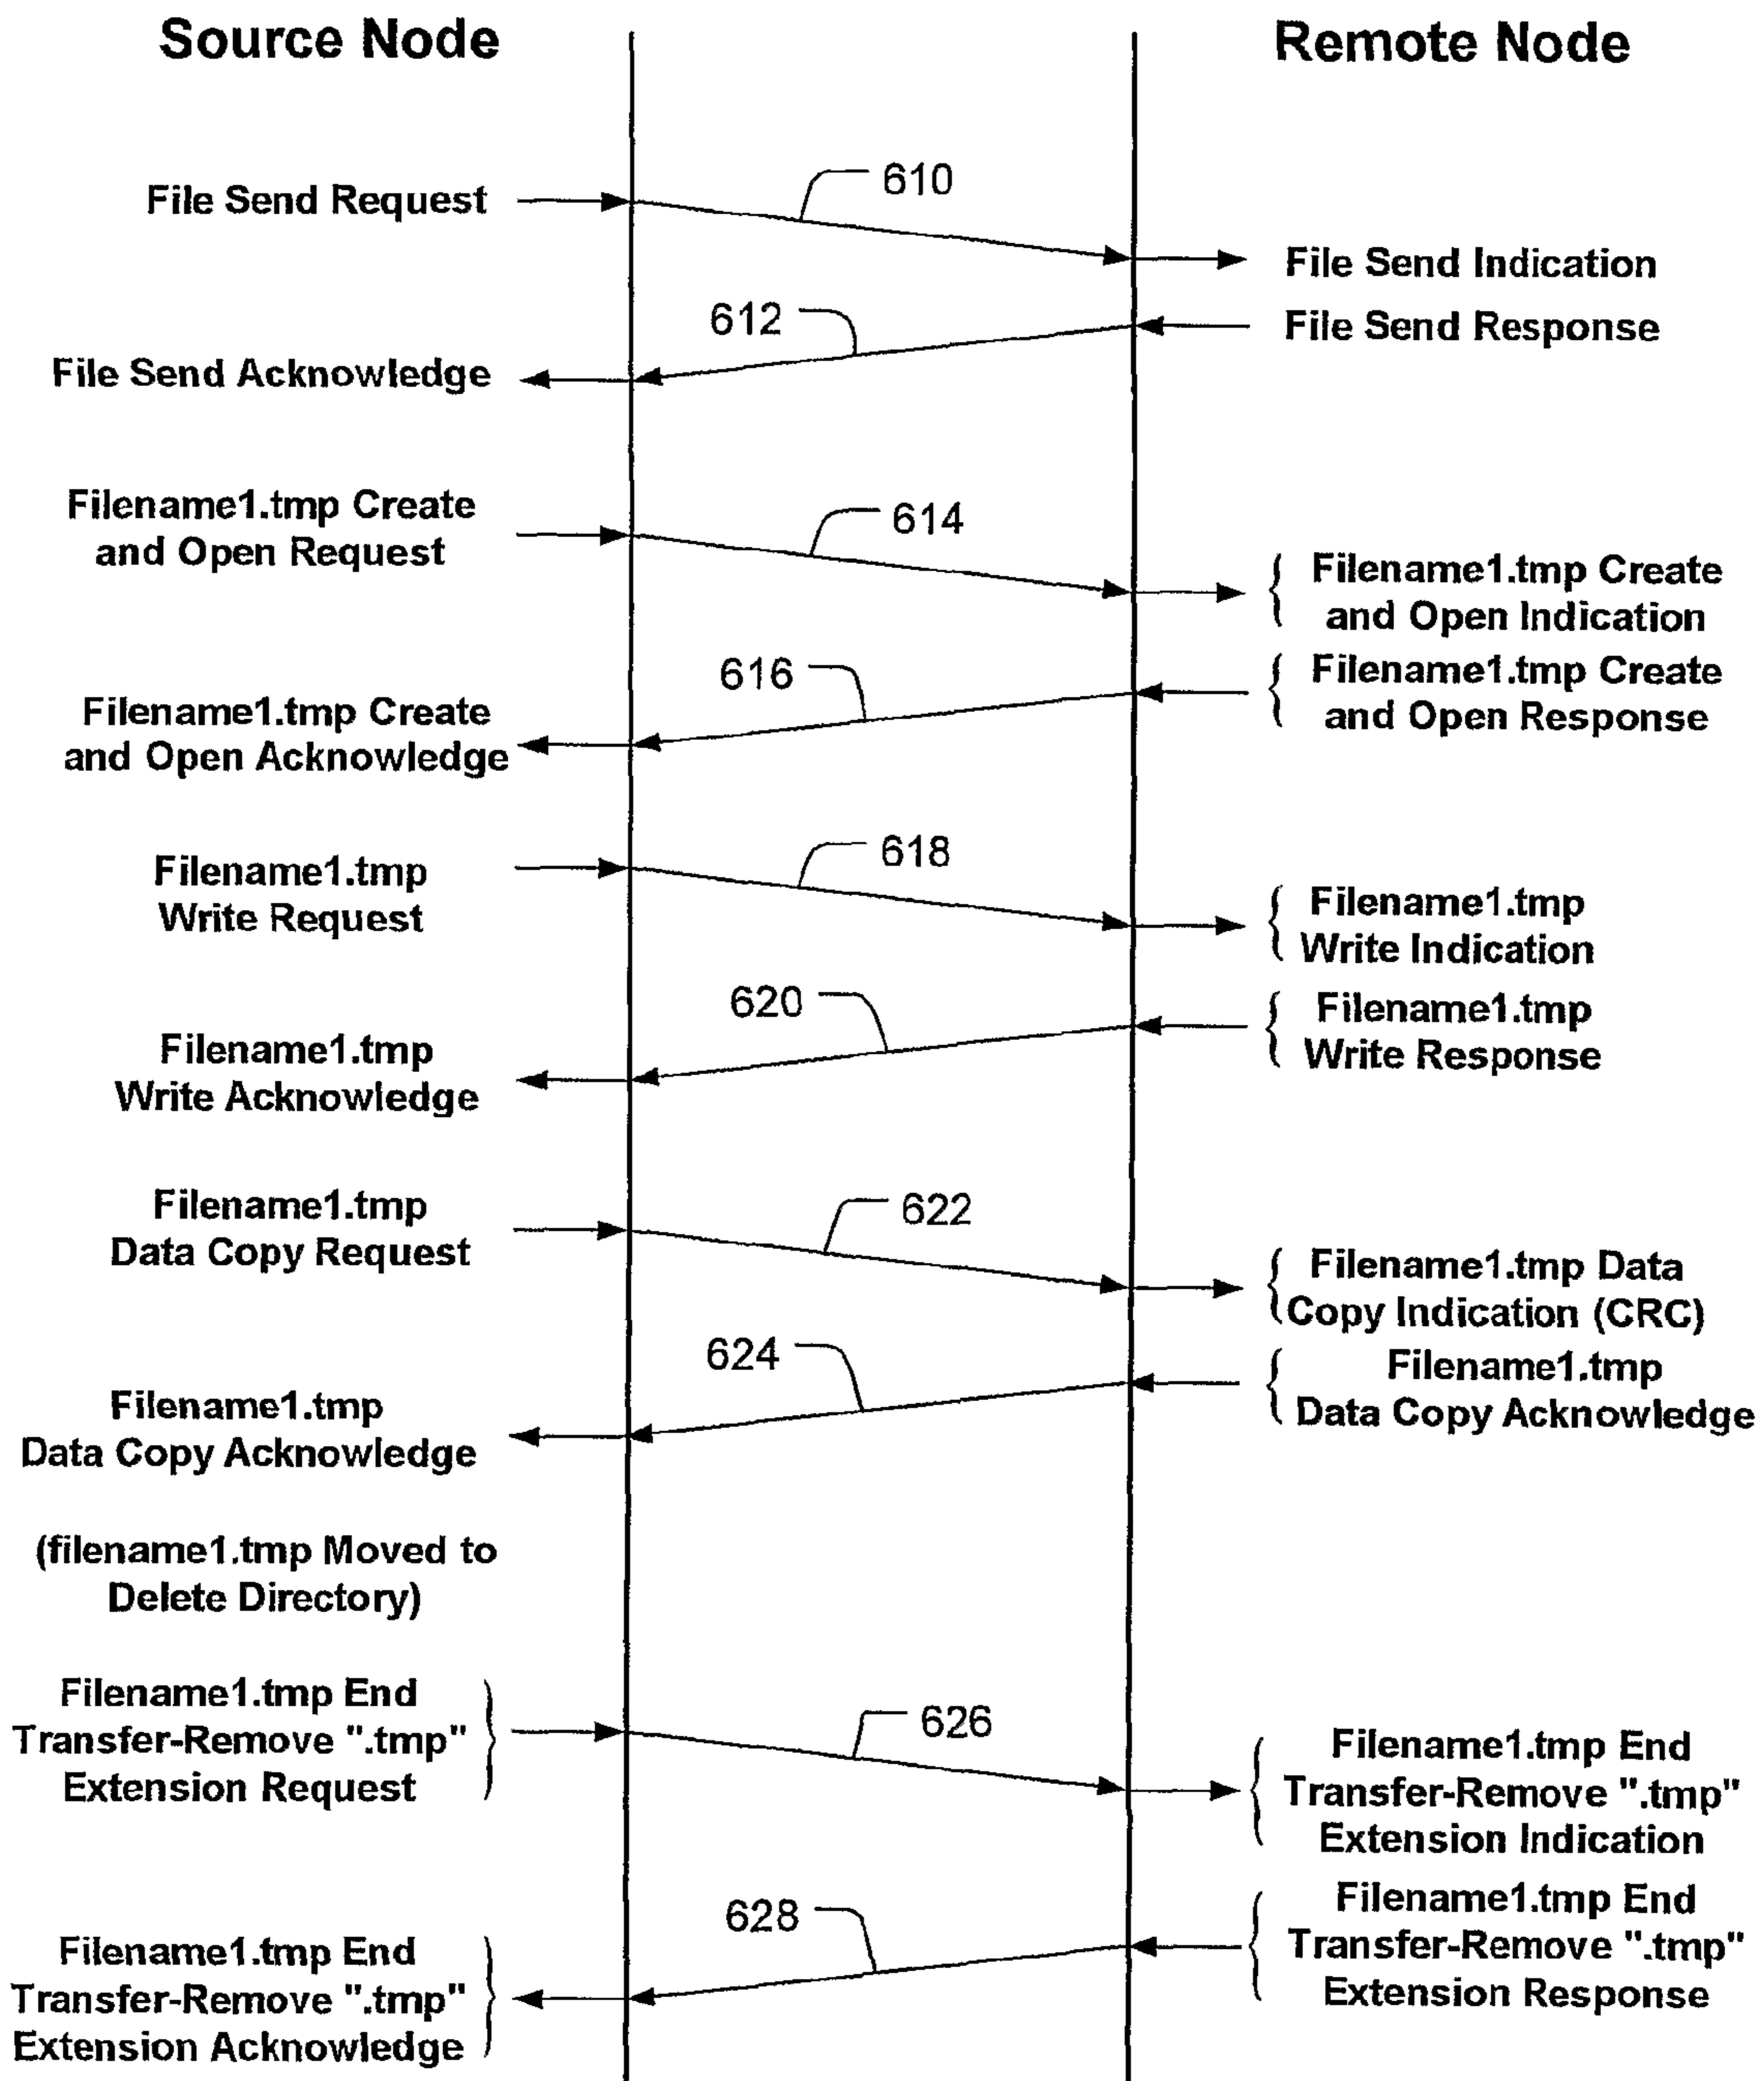 Source Node
Remote Node
File Send Request
610
File Send Indication
612
File Send Response
File Send Acknowledge
Filename1.tmp Create
and Open Request
614
Filename1.tmp Create
and Open Indication
616
Filename1.tmp Create
and Open Response
Filename1.tmp Create
and Open Acknowledge
Filename1.tmp
Write Request
618
Filename1.tmp
Write Indication
620
Filename1.tmp
Write Response
Filename1.tmp
Write Acknowledge
Filename1.tmp
Data Copy Request
622
Filename1.tmp Data
Copy Indication (CRC)
624
Filename1.tmp
Data Copy Acknowledge
Filename1.tmp
Data Copy Acknowledge
(filename1.tmp Moved to
Delete Directory)
Filename1.tmp End
Transfer-Remove ".tmp"
Extension Request
626
Filename1.tmp End
Transfer-Remove ".tmp"
Extension Indication
628
Filename1.tmp End
Transfer-Remove ".tmp"
Extension Response
Filename1.tmp End
Transfer-Remove ".tmp"
Extension Acknowledge